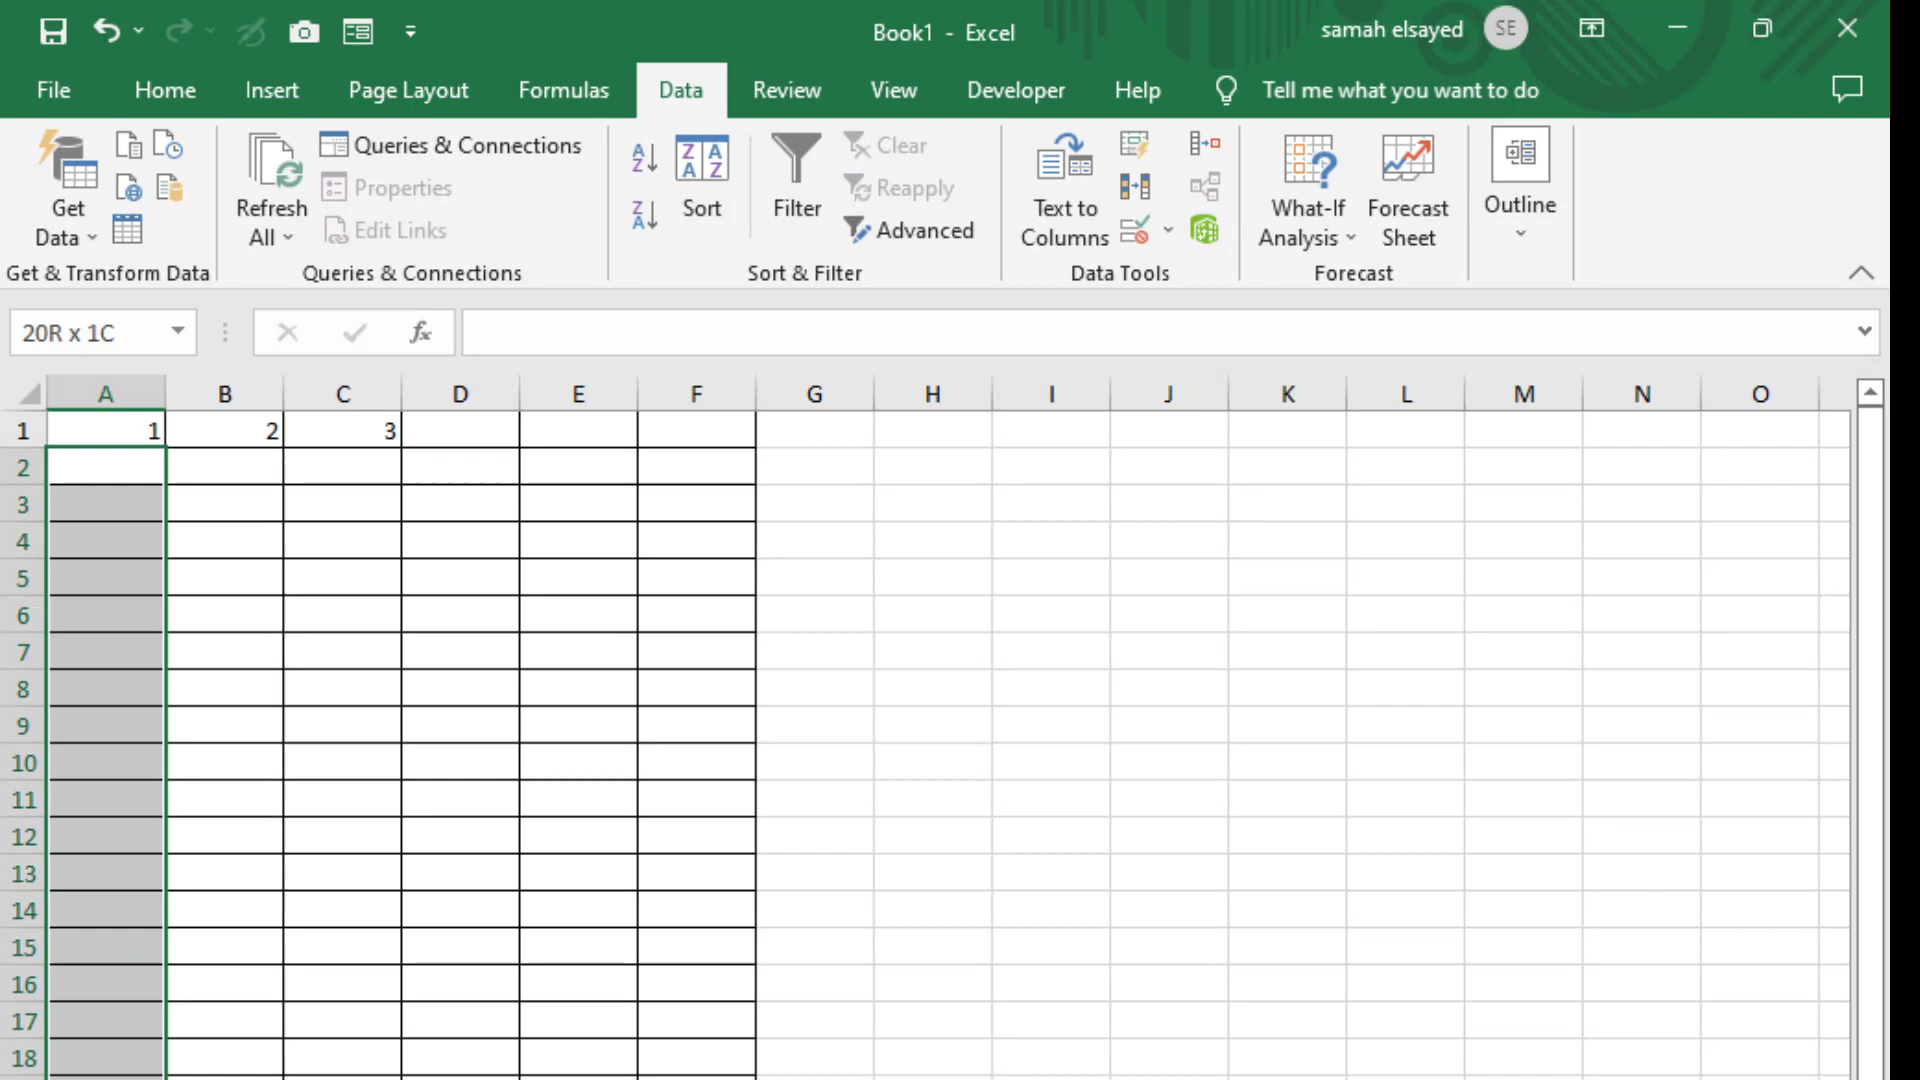 Book1 - Excel
samah elsayed
SE
File Home Insert Page Layout Formulas Data Review View Developer Help Tell me what you want to do
Get Data
Refresh All
Queries & Connections
Properties
Edit Links
Sort
Filter
Clear
Reapply
Advanced
Text to Columns
What-If Analysis
Forecast Sheet
Outline
Get & Transform Data
Queries & Connections
Sort & Filter
Data Tools
Forecast
20R x 1C
fx
A B C D E F G H I J K L M N O
1 1 2 3
2
3
4
5
6
7
8
9
10
11
12
13
14
15
16
17
18